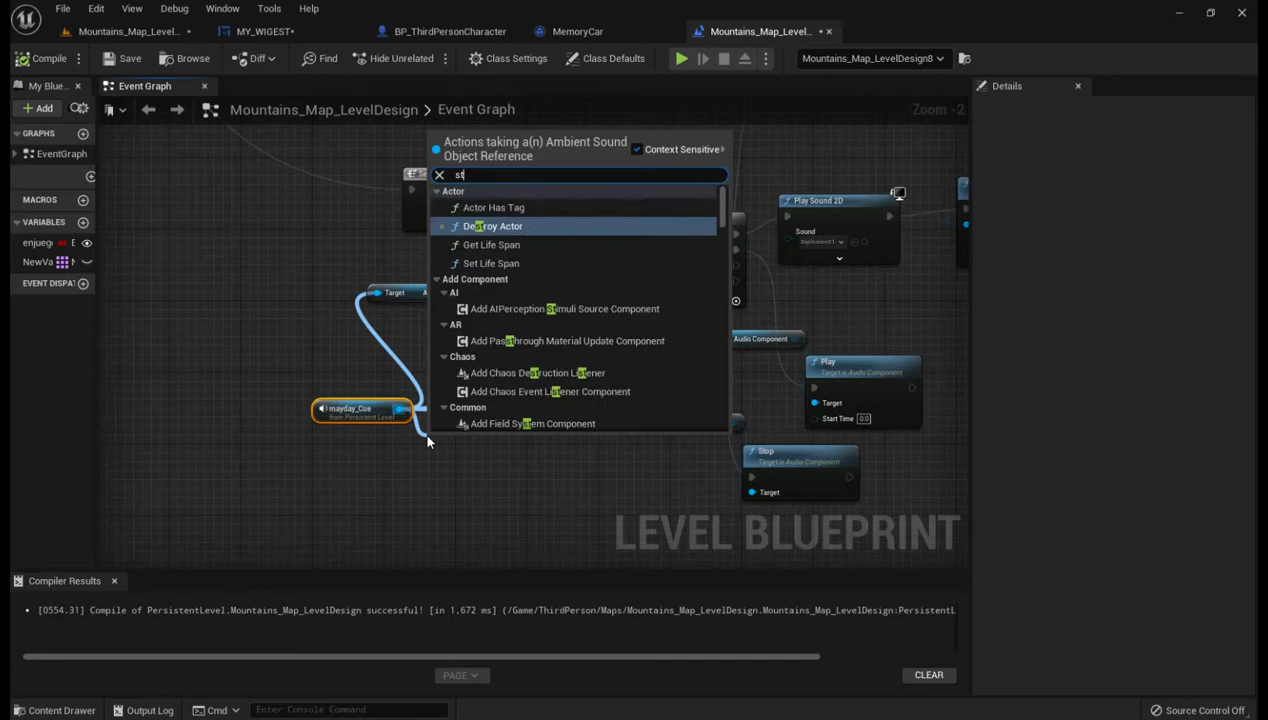 File Edit View Debug Window Tools Help
Mountains_Map_Level... • MY_WIGEST• BP_ThirdPersonCharacter MemoryCar Mountains_Map_LevelDesig... •
Compile Save Browse Diff Find Hide Unrelated Class Settings Class Defaults Mountains_Map_LevelDesign8
My Blue... Event Graph Details
Add
Mountains_Map_LevelDesign > Event Graph Zoom -2
GRAPHS
EventGraph
MACROS
VARIABLES
enjueg
NewVa
EVENT DISPAT
Actions taking a(n) Ambient Sound
Object Reference
Context Sensitive
st
Actor
Actor Has Tag
Destroy Actor
Get Life Span
Set Life Span
Add Component
AI
Add AIPerception Stimuli Source Component
AR
Add Passthrough Material Update Component
Chaos
Add Chaos Destruction Listener
Add Chaos Event Listener Component
Common
Add Field System Component
Target
mayday_Cue
from Persistent Level
Play Sound 2D
Sound
Explosion01
Audio Component
Play
Target is Audio Component
Target
Start Time 0.0
Stop
Target is Audio Component
Target
LEVEL BLUEPRINT
Compiler Results
• [0554.31] Compile of PersistentLevel.Mountains_Map_LevelDesign successful! [in 1,672 ms] (/Game/ThirdPerson/Maps/Mountains_Map_LevelDesign.Mountains_Map_LevelDesign:PersistentL
PAGE CLEAR
Content Drawer Output Log Cmd Enter Console Command Source Control Off